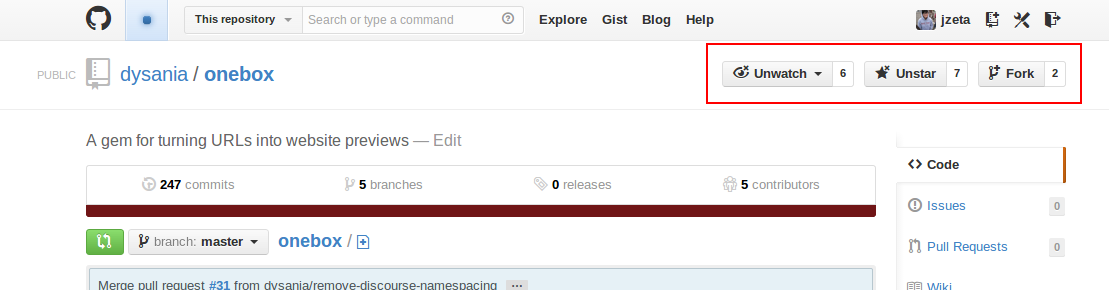 This repository Search or type a command Explore Gist Blog Help jzeta
PUBLIC dysania / onebox Unwatch 6 Unstar 7 Fork 2
A gem for turning URLs into website previews — Edit
Code
247 commits 5 branches 0 releases 5 contributors
Issues 0
branch: master onebox /
Pull Requests 0
Merge pull request #31 from dysania/remove-discourse-namespacing ...
Wiki